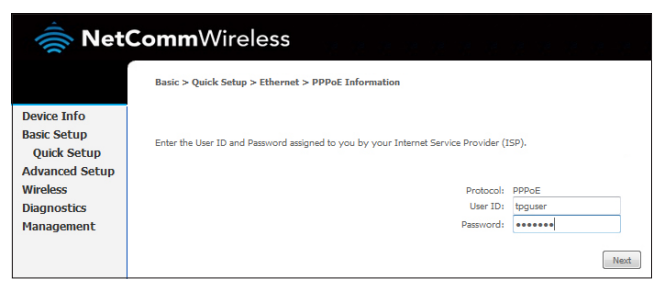 NetCommWireless
Basic > Quick Setup > Ethernet > PPPoE Information
Device Info
Basic Setup
Quick Setup
Advanced Setup
Wireless
Diagnostics
Management
Enter the User ID and Password assigned to you by your Internet Service Provider (ISP).
Protocol: PPPoE
User ID: tpguser
Password: •••••••
Next